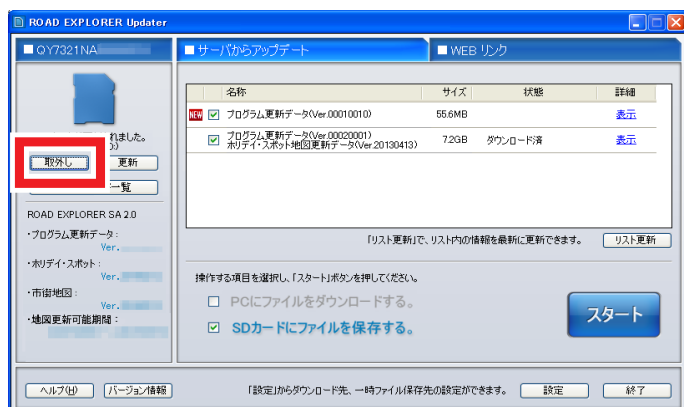 ROAD EXPLORER Updater
■ QY7321NA
■ サーバからアップデート
■ WEB リンク
名称 サイズ 状態 詳細
NEW プログラム更新データ(Ver.00010010) 55.6MB 表示
プログラム更新データ(Ver.00020001)
ホリデイ・スポット地図更新データ(Ver.20130413) 7.2GB ダウンロード済 表示
れました。
取外し 更新
一覧
ROAD EXPLORER SA 2.0
・プログラム更新データ:
Ver.
・ホリデイ・スポット:
Ver.
・市街地図:
Ver.
・地図更新可能期間:
「リスト更新」で、リスト内の情報を最新に更新できます。 リスト更新
操作する項目を選択し、「スタート」ボタンを押してください。
PCにファイルをダウンロードする。
SDカードにファイルを保存する。
スタート
ヘルプ(H) バージョン情報 「設定」からダウンロード先、一時ファイル保存先の設定ができます。 設定 終了